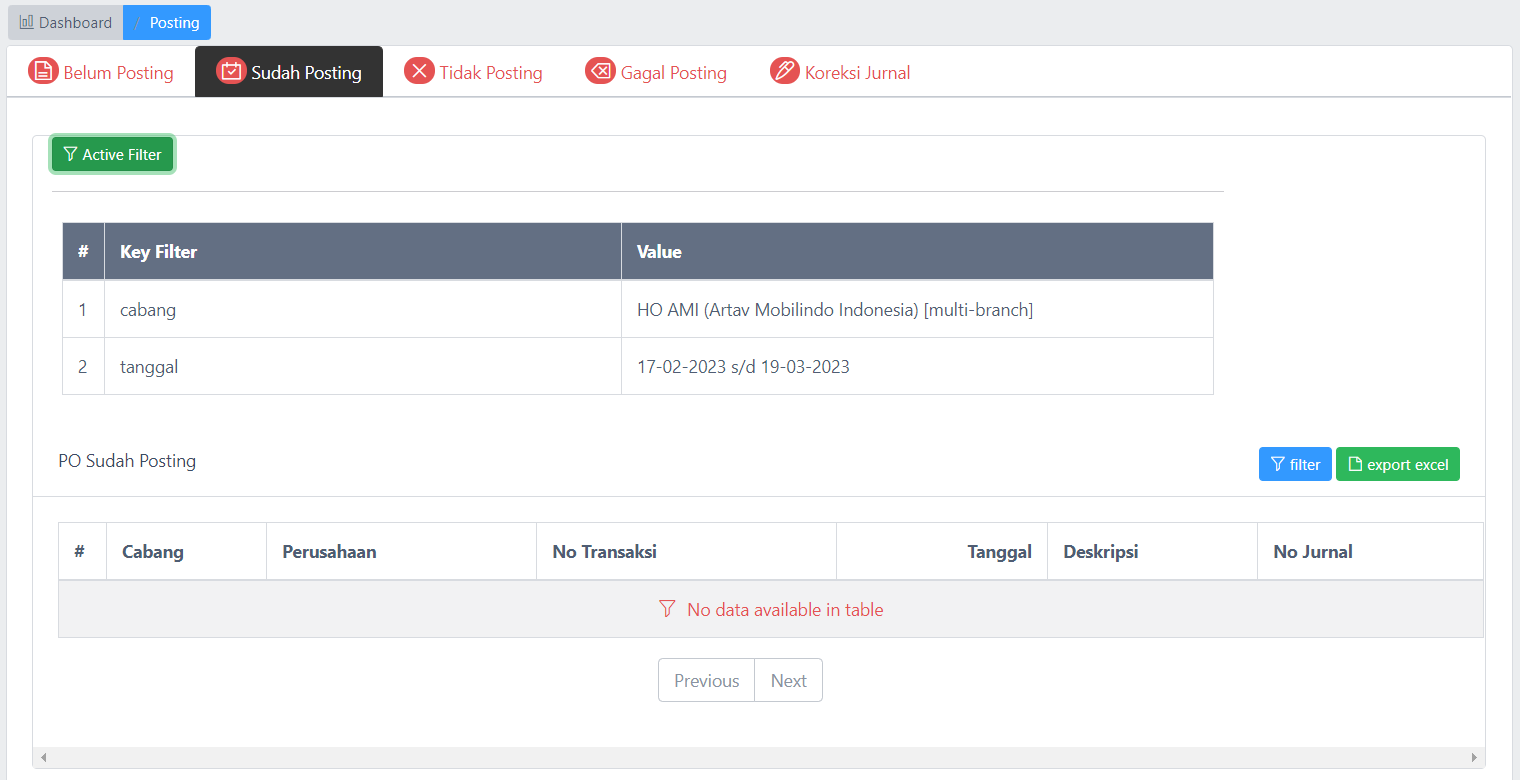 Dashboard / Posting
Belum Posting Sudah Posting Tidak Posting Gagal Posting Koreksi Jurnal
Active Filter
# Key Filter Value
1 cabang HO AMI (Artav Mobilindo Indonesia) [multi-branch]
2 tanggal 17-02-2023 s/d 19-03-2023
PO Sudah Posting filter export excel
# Cabang Perusahaan No Transaksi Tanggal Deskripsi No Jurnal
No data available in table
Previous Next